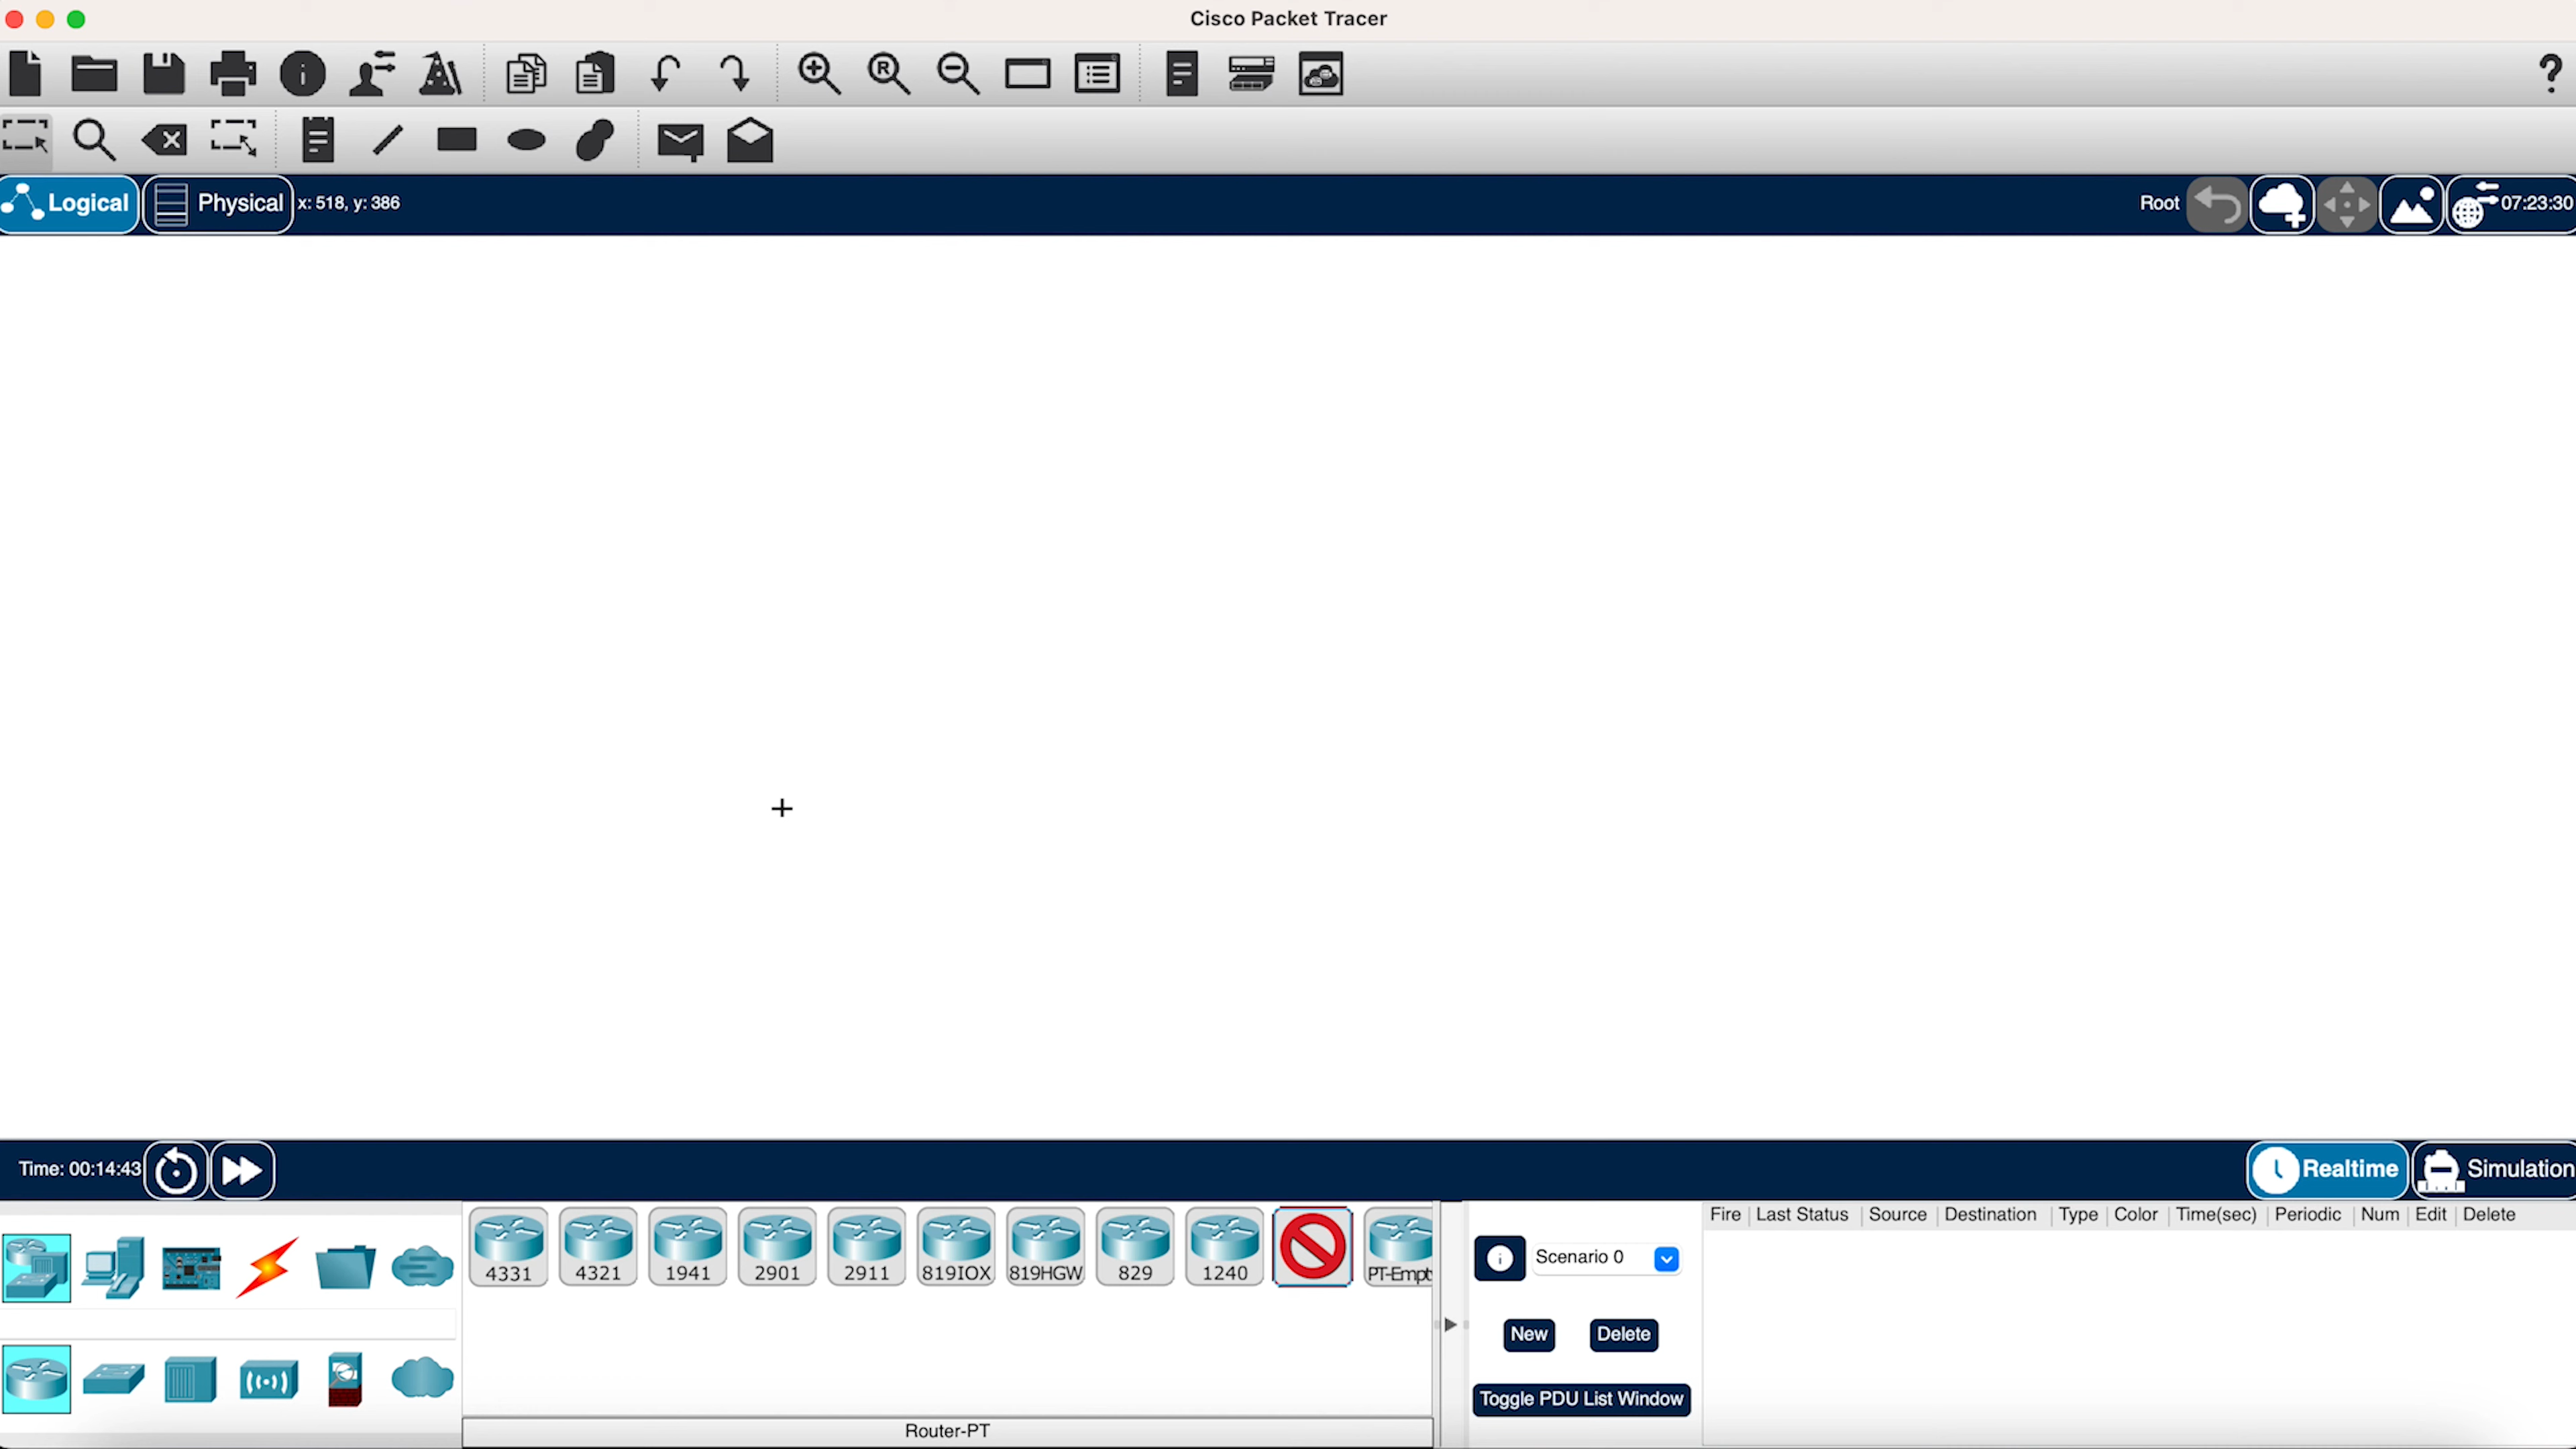 Cisco Packet Tracer
Logical
Physical
x: 518, y: 386
Root
07:23:30
Time: 00:14:43
Realtime
Simulation
4331
4321
1941
2901
2911
819IOX
819HGW
829
1240
PT-Empty
Router-PT
Scenario 0
New
Delete
Toggle PDU List Window
Fire Last Status Source Destination Type Color Time(sec) Periodic Num Edit Delete